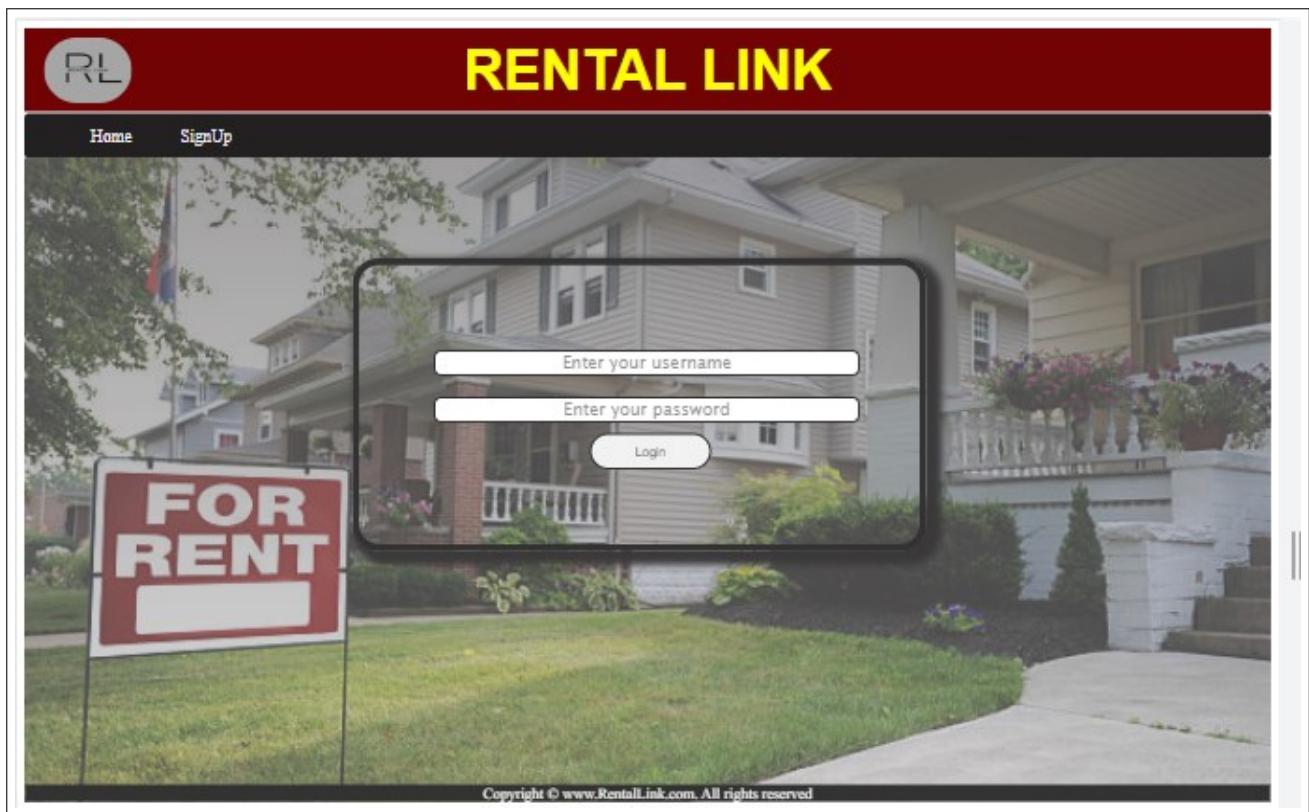 RL
RENTAL LINK
Home SignUp
Enter your username
Enter your password
Login
FOR
RENT
Copyright © www.RentalLink.com. All rights reserved